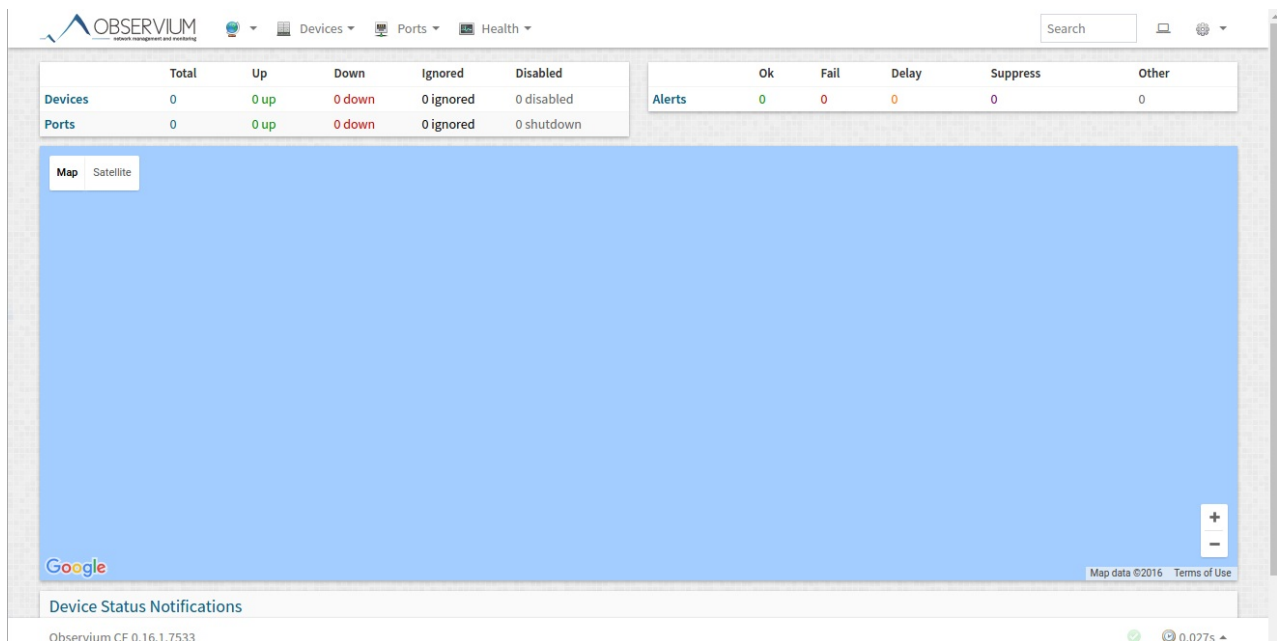 OBSERVIUM
network management and monitoring
Devices
Ports
Health
Search
Total Up Down Ignored Disabled
Devices 0 0 up 0 down 0 ignored 0 disabled
Ports 0 0 up 0 down 0 ignored 0 shutdown
Ok Fail Delay Suppress Other
Alerts 0 0 0 0 0
Map Satellite
+
−
Google
Map data ©2016 Terms of Use
Device Status Notifications
Observium CE 0.16.1.7533
0.027s